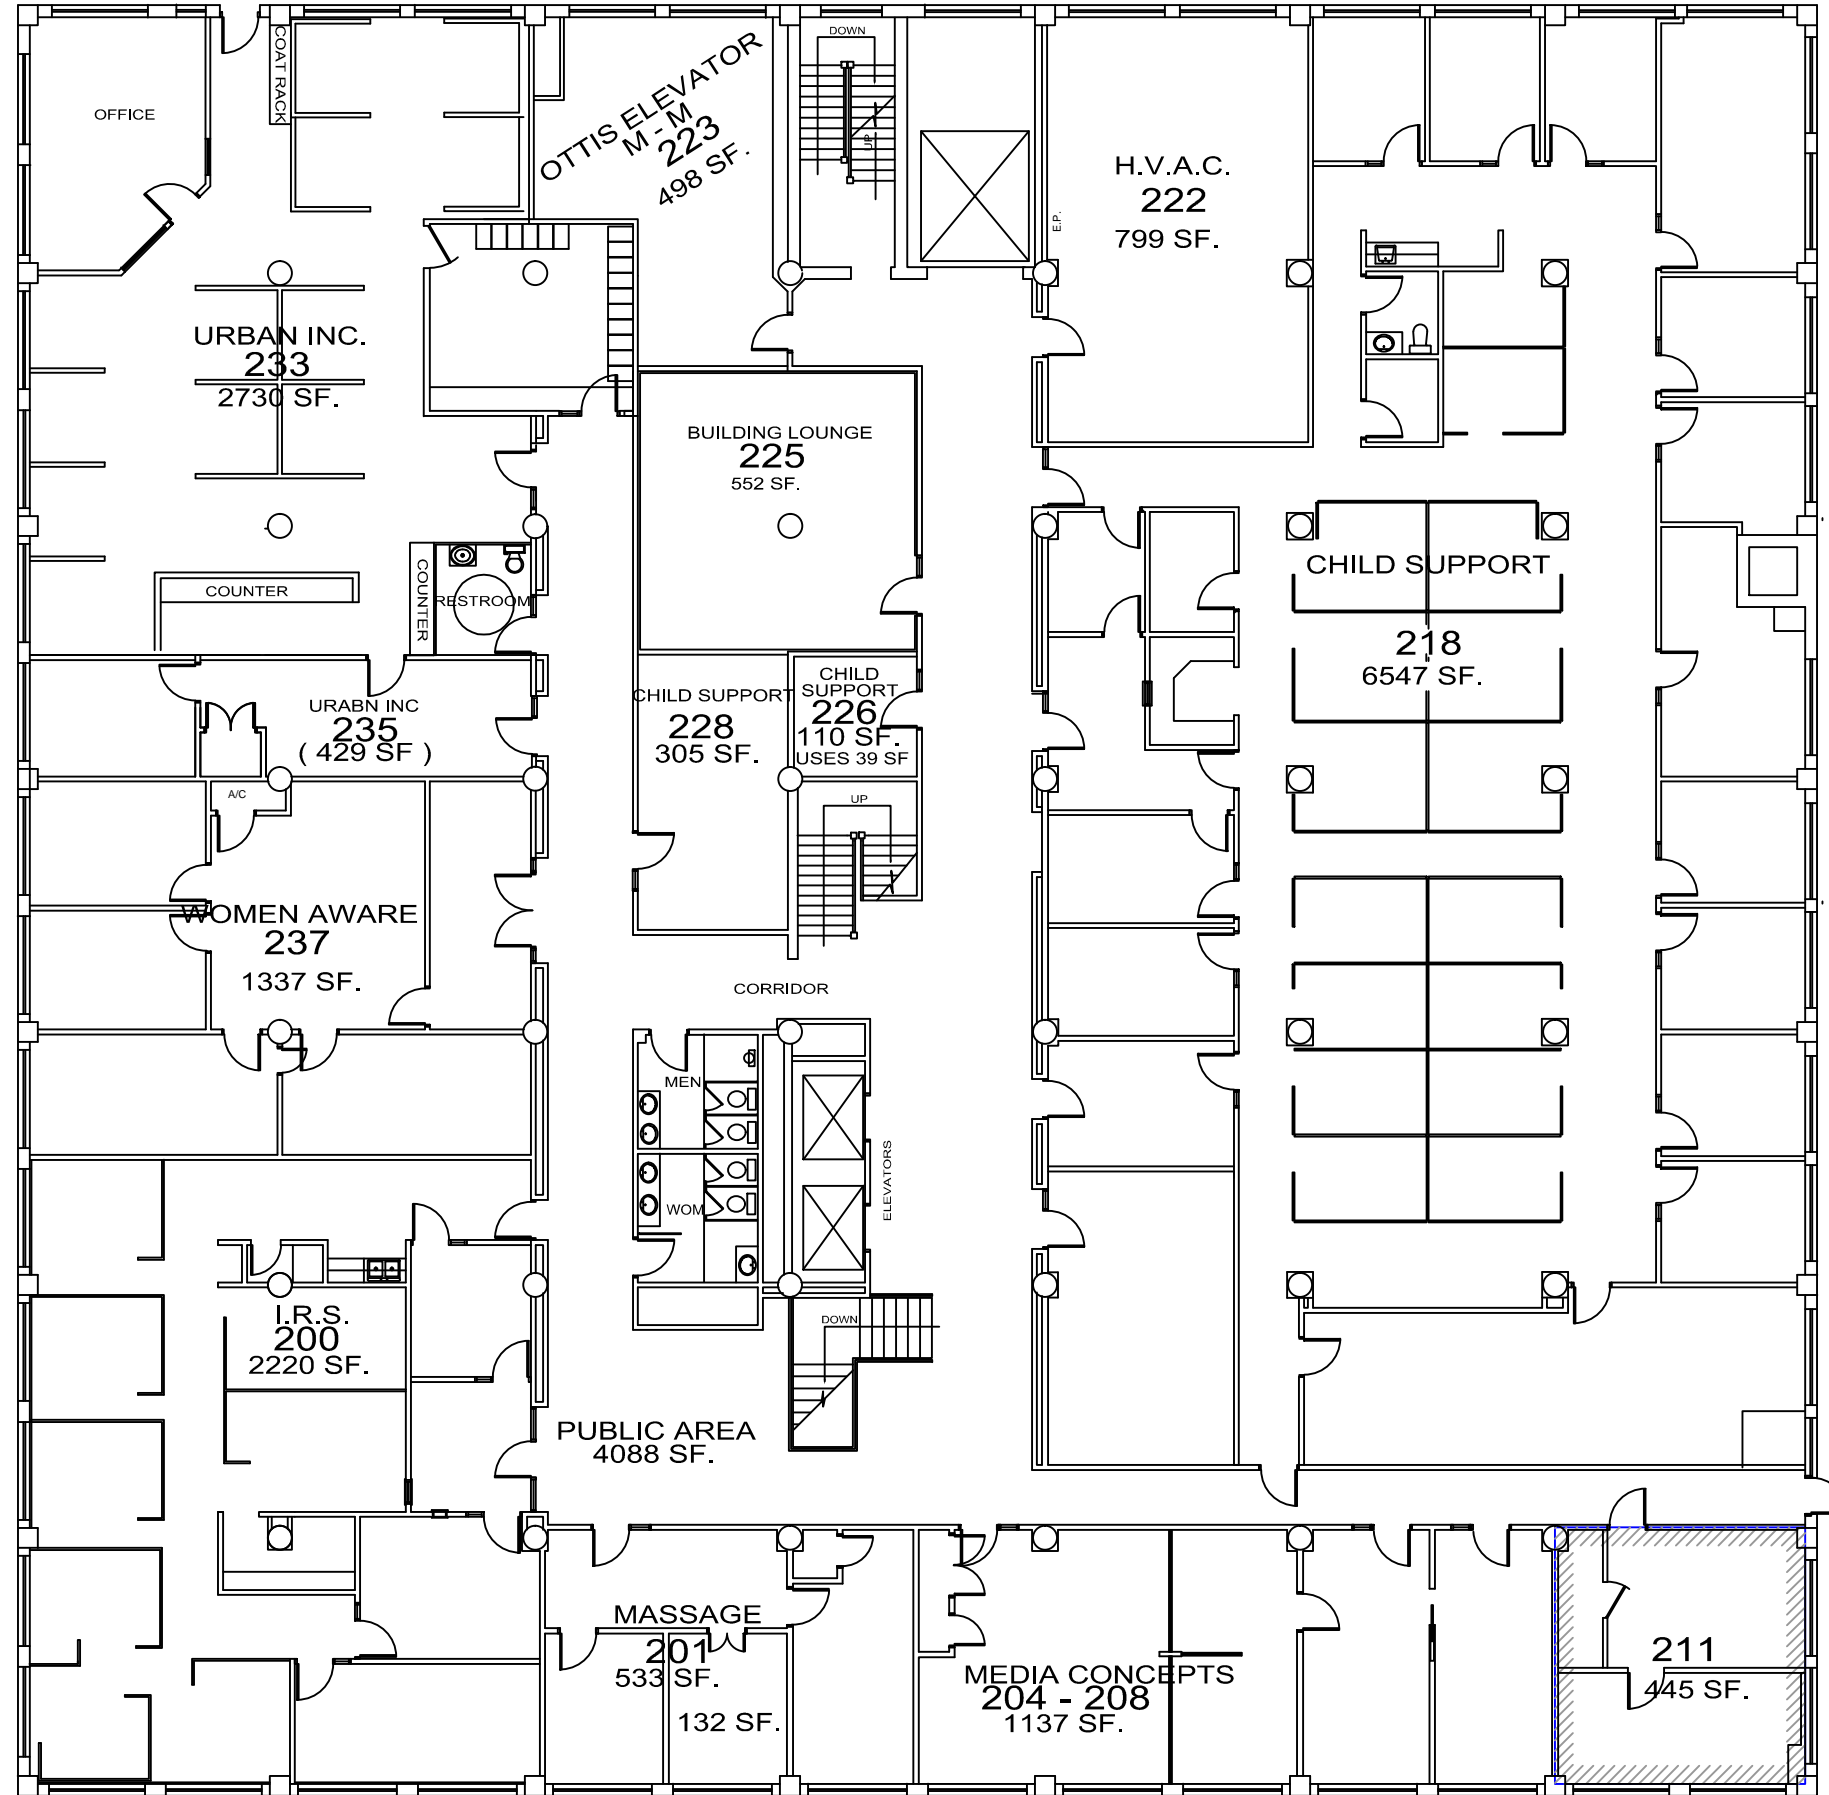 DOWN
COAT RACK
OFFICE
OTTIS ELEVATOR
M - M
223
498 SF.
UP
H.V.A.C.
222
799 SF.
E.P.
URBAN INC.
233
2730 SF.
BUILDING LOUNGE
225
552 SF.
CHILD SUPPORT
218
6547 SF.
COUNTER
COUNTER
RESTROOM
URABN INC
235
( 429 SF )
CHILD SUPPORT
228
305 SF.
CHILD
SUPPORT
226
110 SF.
USES 39 SF
A/C
UP
WOMEN AWARE
237
1337 SF.
CORRIDOR
MEN
WOM
ELEVATORS
I.R.S.
200
2220 SF.
DOWN
PUBLIC AREA
4088 SF.
MASSAGE
201
533 SF.
132 SF.
MEDIA CONCEPTS
204 - 208
1137 SF.
211
445 SF.